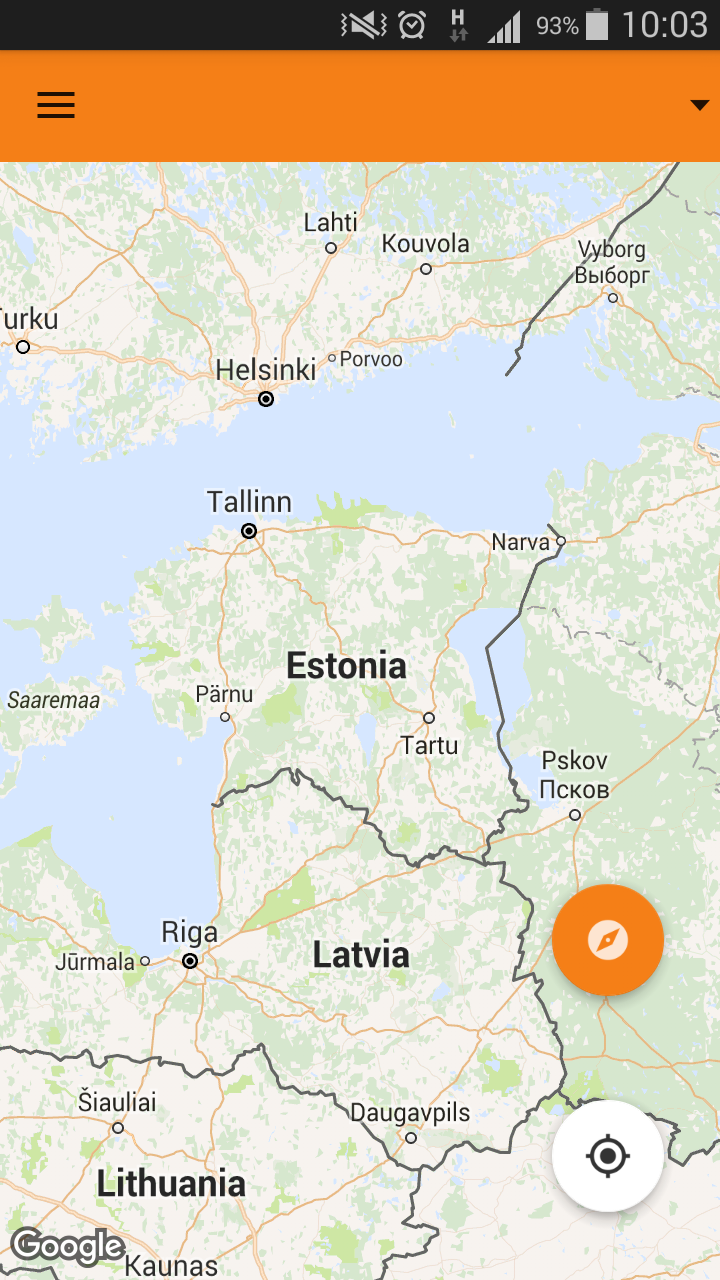 H 93% 10:03
Lahti
Kouvola
Vyborg
Выборг
urku
Helsinki
Porvoo
Tallinn
Narva
Estonia
Saaremaa
Pärnu
Tartu
Pskov
Псков
Riga
Jūrmala
Latvia
Šiauliai
Daugavpils
Lithuania
Google
Kaunas